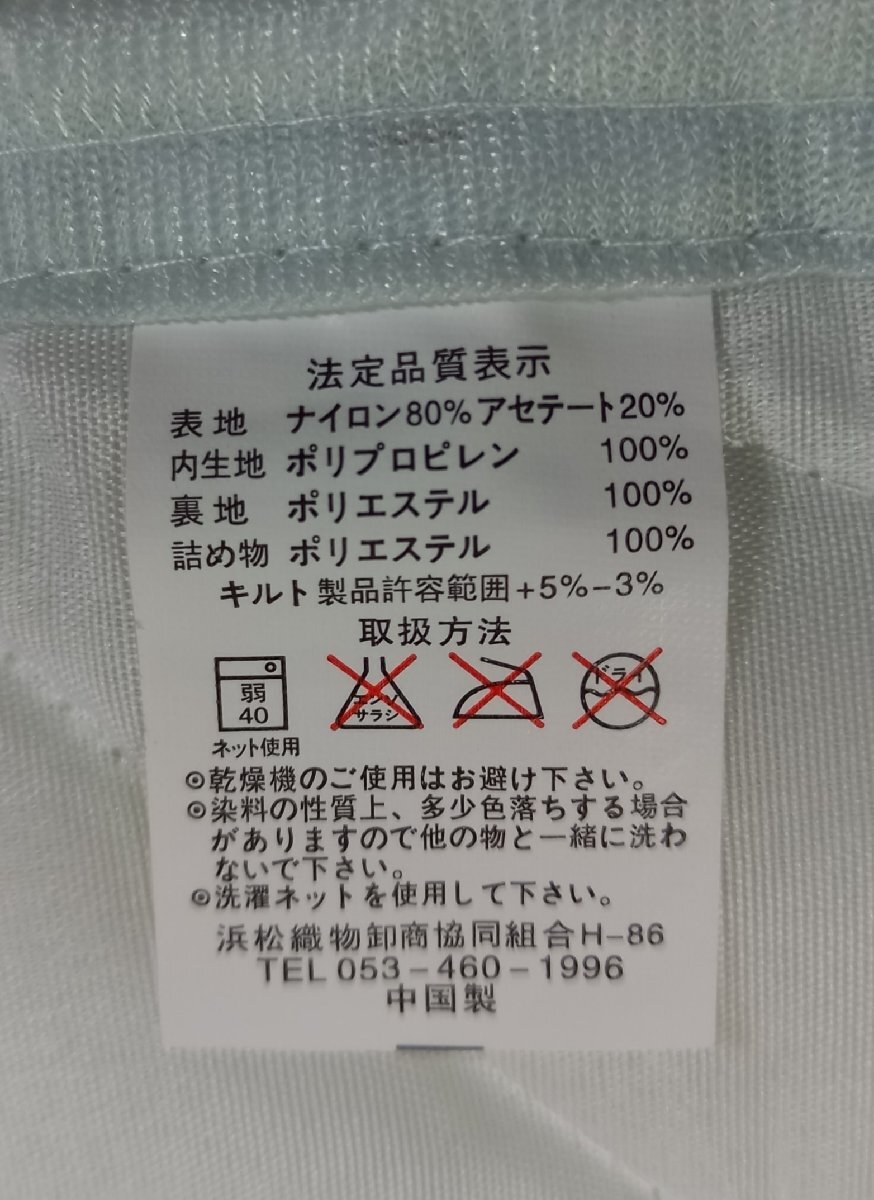 法定品質表示
表地 ナイロン80%アセテート20%
内生地 ポリプロピレン 100%
裏地 ポリエステル 100%
詰め物 ポリエステル 100%
キルト製品許容範囲+5%−3%
取扱方法
弱 エンソ ドライ
40 サラシ
ネット使用
◎乾燥機のご使用はお避け下さい。
◎染料の性質上、多少色落ちする場合
がありますので他の物と一緒に洗わ
ないで下さい。
◎洗濯ネットを使用して下さい。
浜松織物卸商協同組合H−86
TEL 053−460−1996
中国製